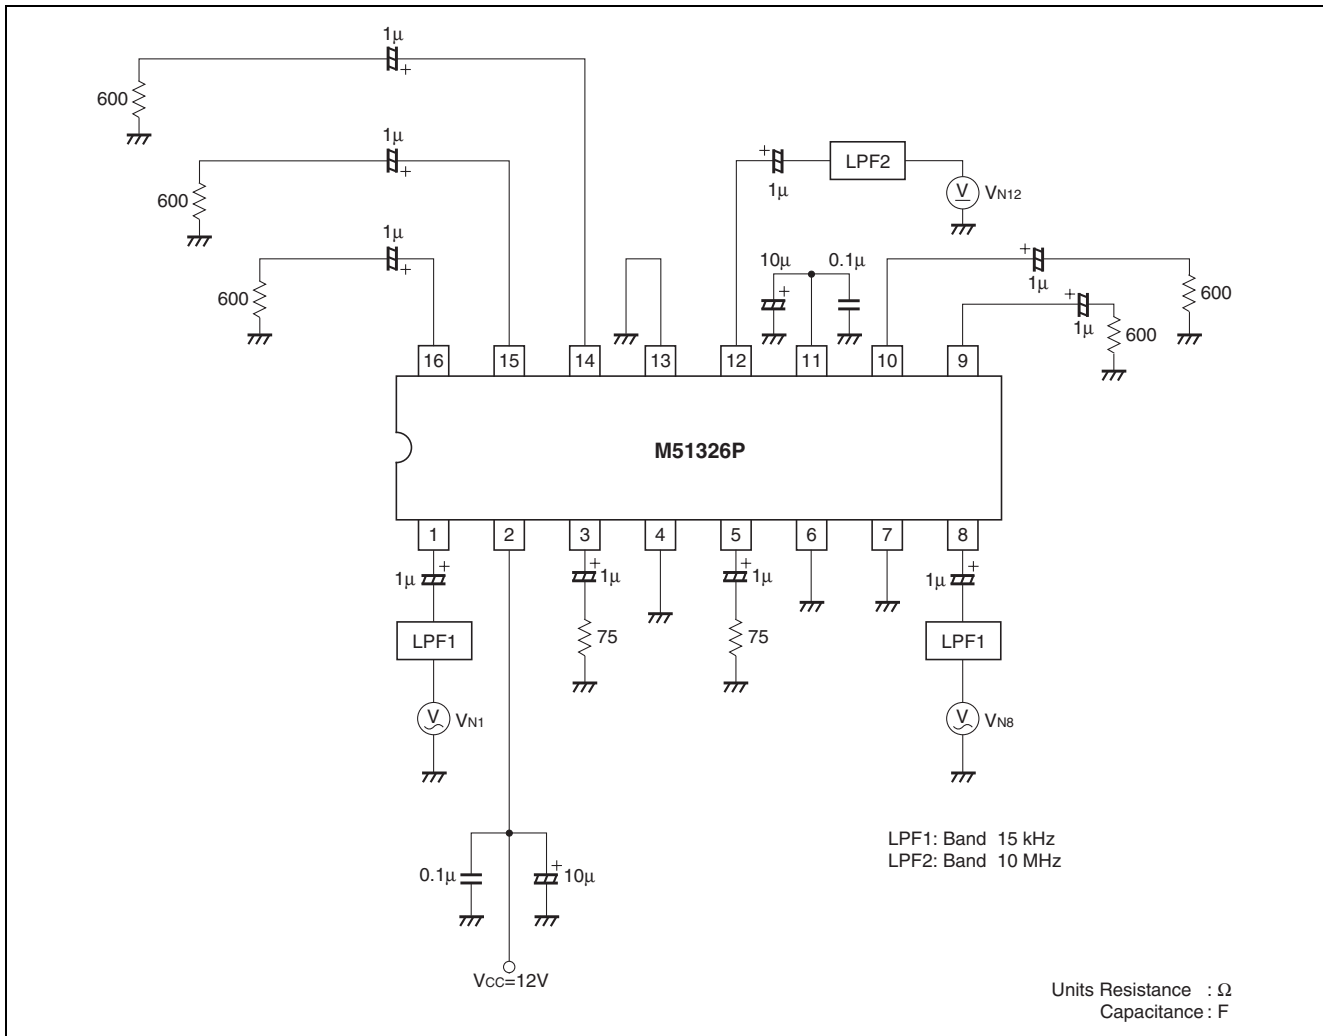 1μ
+
600
1μ
+
600
1μ
+
600
+
1μ
LPF2
V
VN12
10μ
+
0.1μ
+
1μ
600
+
1μ
600
16
15
14
13
12
11
10
9
M51326P
1
2
3
4
5
6
7
8
1μ
+
LPF1
V
VN1
+
1μ
75
+
1μ
75
1μ
+
LPF1
V
VN8
0.1μ
+
10μ
VCC=12V
LPF1: Band 15 kHz
LPF2: Band 10 MHz
Units Resistance : Ω
Capacitance : F